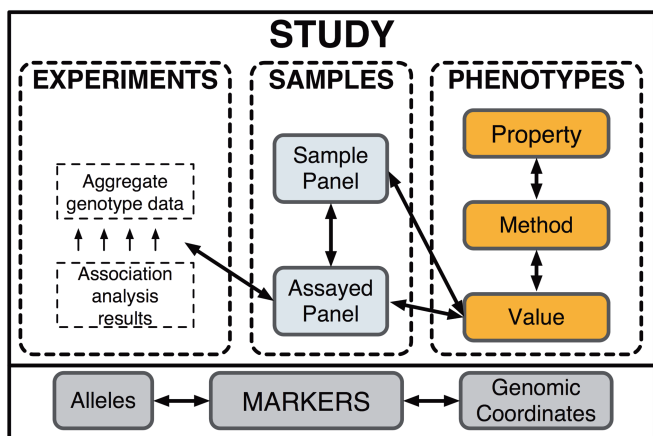 STUDY
EXPERIMENTS
Aggregate
genotype data
Association
analysis
results
SAMPLES
Sample
Panel
Assayed
Panel
PHENOTYPES
Property
Method
Value
Alleles
MARKERS
Genomic
Coordinates